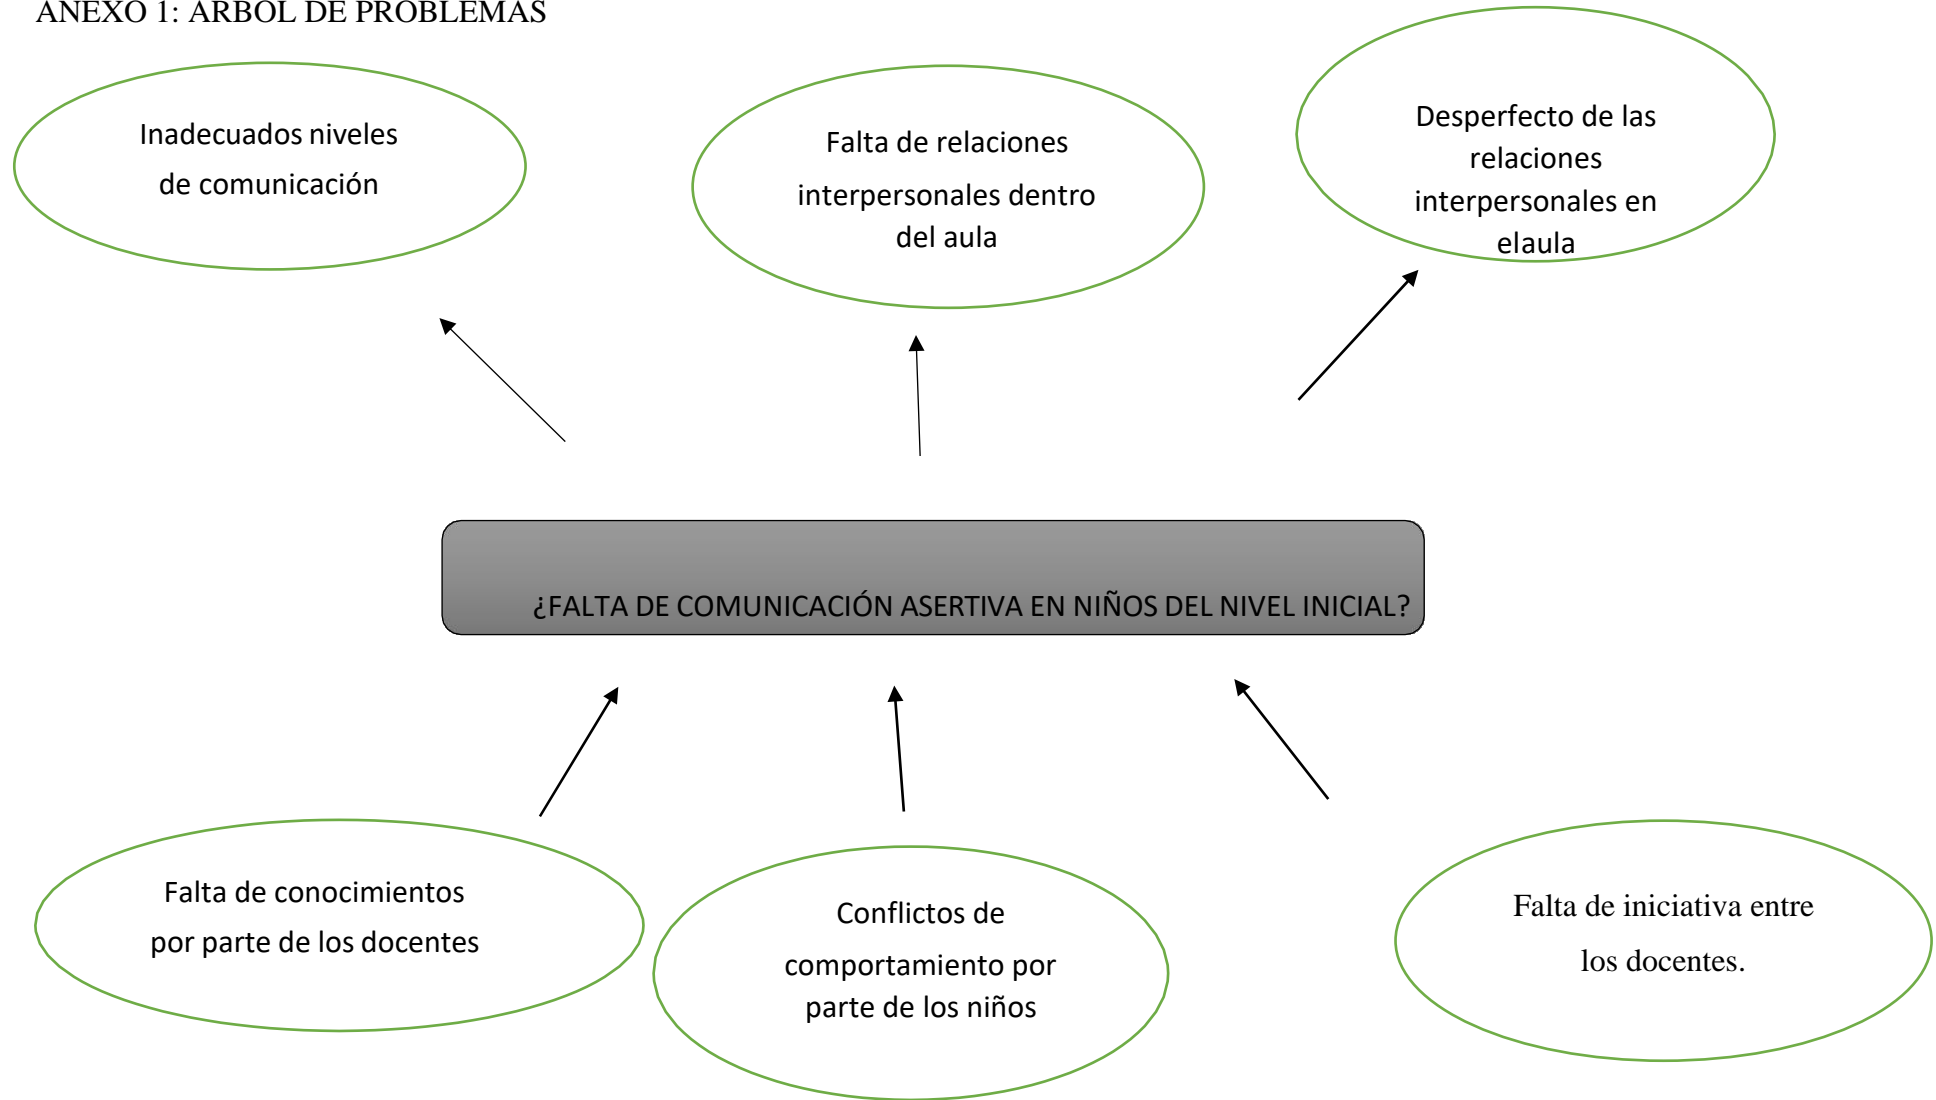 ANEXO 1: ARBOL DE PROBLEMAS
Inadecuados niveles
de comunicación
Falta de relaciones
interpersonales dentro
del aula
Desperfecto de las
relaciones
interpersonales en
elaula
¿FALTA DE COMUNICACIÓN ASERTIVA EN NIÑOS DEL NIVEL INICIAL?
Falta de conocimientos
por parte de los docentes
Conflictos de
comportamiento por
parte de los niños
Falta de iniciativa entre
los docentes.